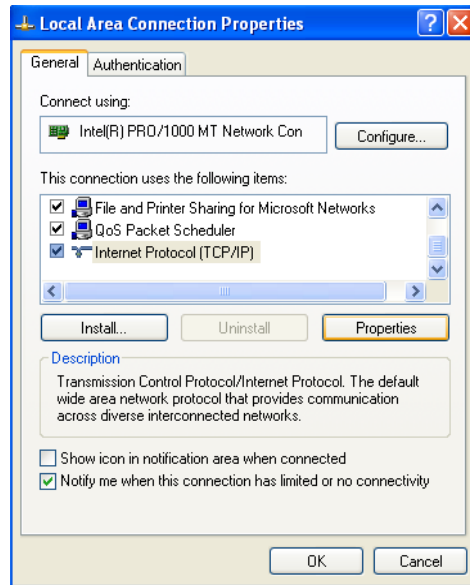 Local Area Connection Properties
General Authentication
Connect using:
Intel(R) PRO/1000 MT Network Con Configure...
This connection uses the following items:
File and Printer Sharing for Microsoft Networks
QoS Packet Scheduler
Internet Protocol (TCP/IP)
Install... Uninstall Properties
Description
Transmission Control Protocol/Internet Protocol. The default
wide area network protocol that provides communication
across diverse interconnected networks.
Show icon in notification area when connected
Notify me when this connection has limited or no connectivity
OK Cancel